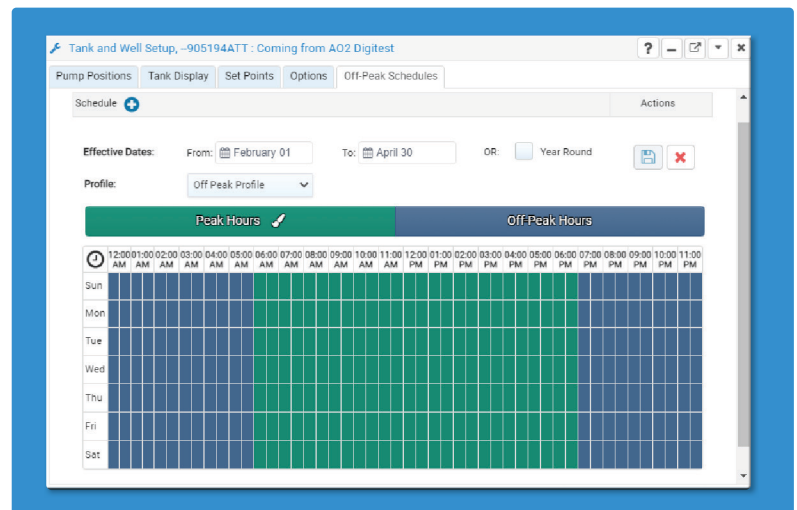 Tank and Well Setup, --905194ATT : Coming from AO2 Digitest ?
Pump Positions Tank Display Set Points Options Off-Peak Schedules
Schedule Actions
Effective Dates: From: February 01 To: April 30 OR: Year Round
Profile: Off Peak Profile
Peak Hours Off-Peak Hours
12:00 AM 01:00 AM 02:00 AM 03:00 AM 04:00 AM 05:00 AM 06:00 AM 07:00 AM 08:00 AM 09:00 AM 10:00 AM 11:00 AM 12:00 PM 01:00 PM 02:00 PM 03:00 PM 04:00 PM 05:00 PM 06:00 PM 07:00 PM 08:00 PM 09:00 PM 10:00 PM 11:00 PM
Sun
Mon
Tue
Wed
Thu
Fri
Sat